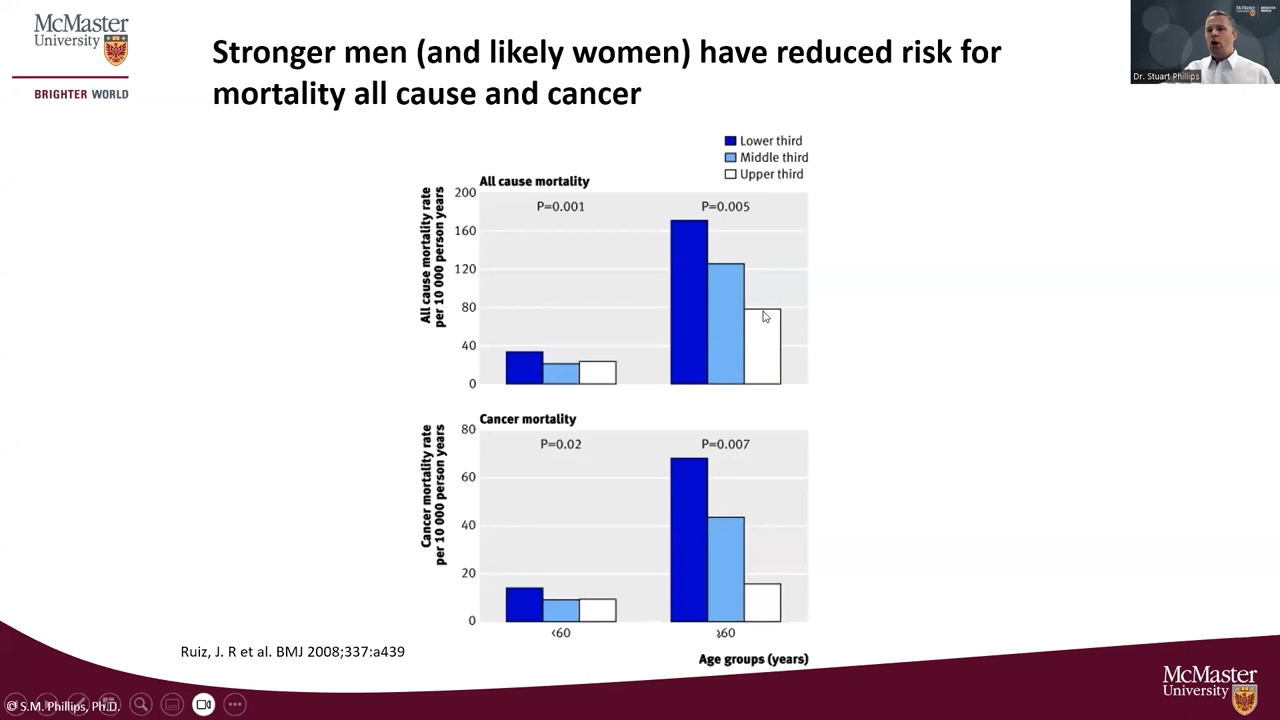 McMaster
University
BRIGHTER WORLD
Stronger men (and likely women) have reduced risk for
mortality all cause and cancer
McMaster
University
BRIGHTER
WORLD
Dr. Stuart Phillips
Lower third
Middle third
Upper third
All cause mortality
All cause mortality rate
per 10 000 person years
200
160
120
80
40
0
P=0.001
P=0.005
Cancer mortality
Cancer mortality rate
per 10 000 person years
80
60
40
20
0
P=0.02
P=0.007
<60
≥60
Age groups (years)
Ruiz, J. R et al. BMJ 2008;337:a439
© S.M. Phillips, Ph.D.
McMaster
University